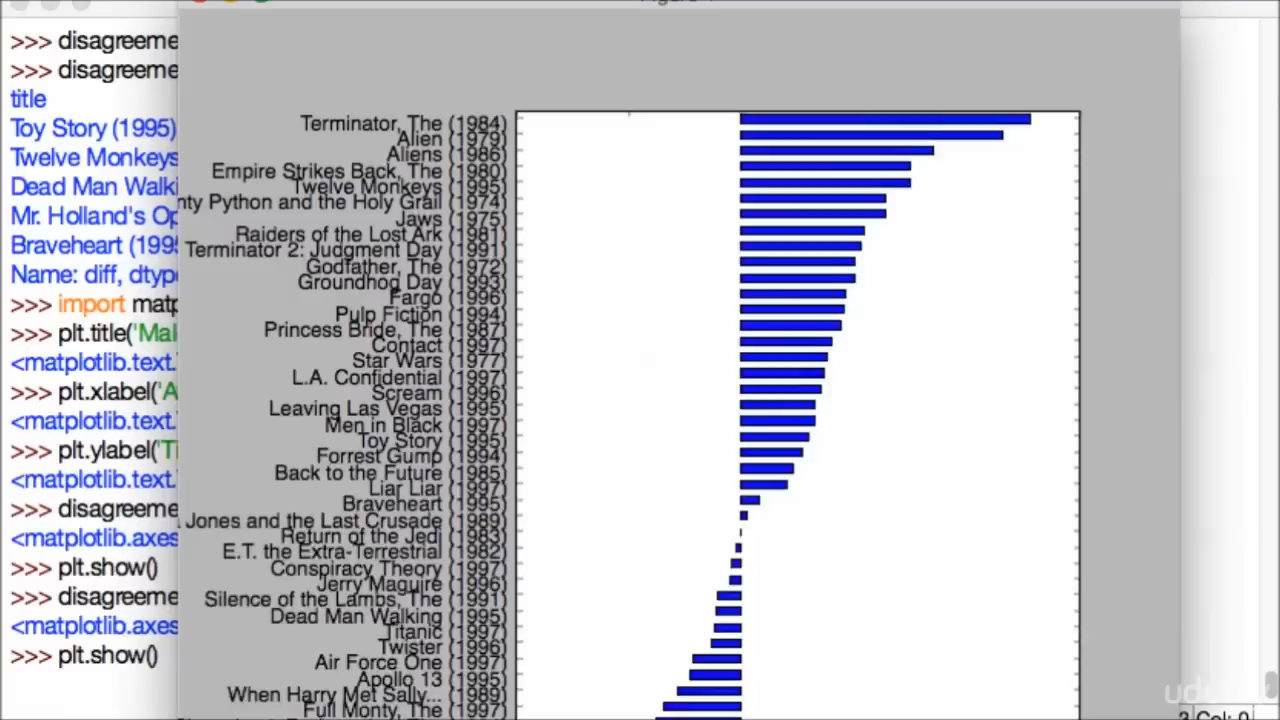 >>> disagreeme
>>> disagreeme
title
Toy Story (1995)
Twelve Monkeys
Dead Man Walki
Mr. Holland's Op
Braveheart (199
Name: diff, dtype
>>> import matp
>>> plt.title('Mal
<matplotlib.text.
>>> plt.xlabel('A
<matplotlib.text.
>>> plt.ylabel('Ti
<matplotlib.text.
>>> disagreeme
<matplotlib.axes
>>> plt.show()
>>> disagreeme
<matplotlib.axes
>>> plt.show()
Terminator, The (1984)
Alien (1979)
Aliens (1986)
Empire Strikes Back, The (1980)
Twelve Monkeys (1995)
nty Python and the Holy Grail (1974)
Jaws (1975)
Raiders of the Lost Ark (1981)
Terminator 2: Judgment Day (1991)
Godfather, The (1972)
Groundhog Day (1993)
Fargo (1996)
Pulp Fiction (1994)
Princess Bride, The (1987)
Contact (1997)
Star Wars (1977)
L.A. Confidential (1997)
Scream (1996)
Leaving Las Vegas (1995)
Men in Black (1997)
Toy Story (1995)
Forrest Gump (1994)
Back to the Future (1985)
Liar Liar (1997)
Braveheart (1995)
Jones and the Last Crusade (1989)
Return of the Jedi (1983)
E.T. the Extra-Terrestrial (1982)
Conspiracy Theory (1997)
Jerry Maguire (1996)
Silence of the Lambs, The (1991)
Dead Man Walking (1995)
Titanic (1997)
Twister (1996)
Air Force One (1997)
Apollo 13 (1995)
When Harry Met Sally... (1989)
Full Monty, The (1997)